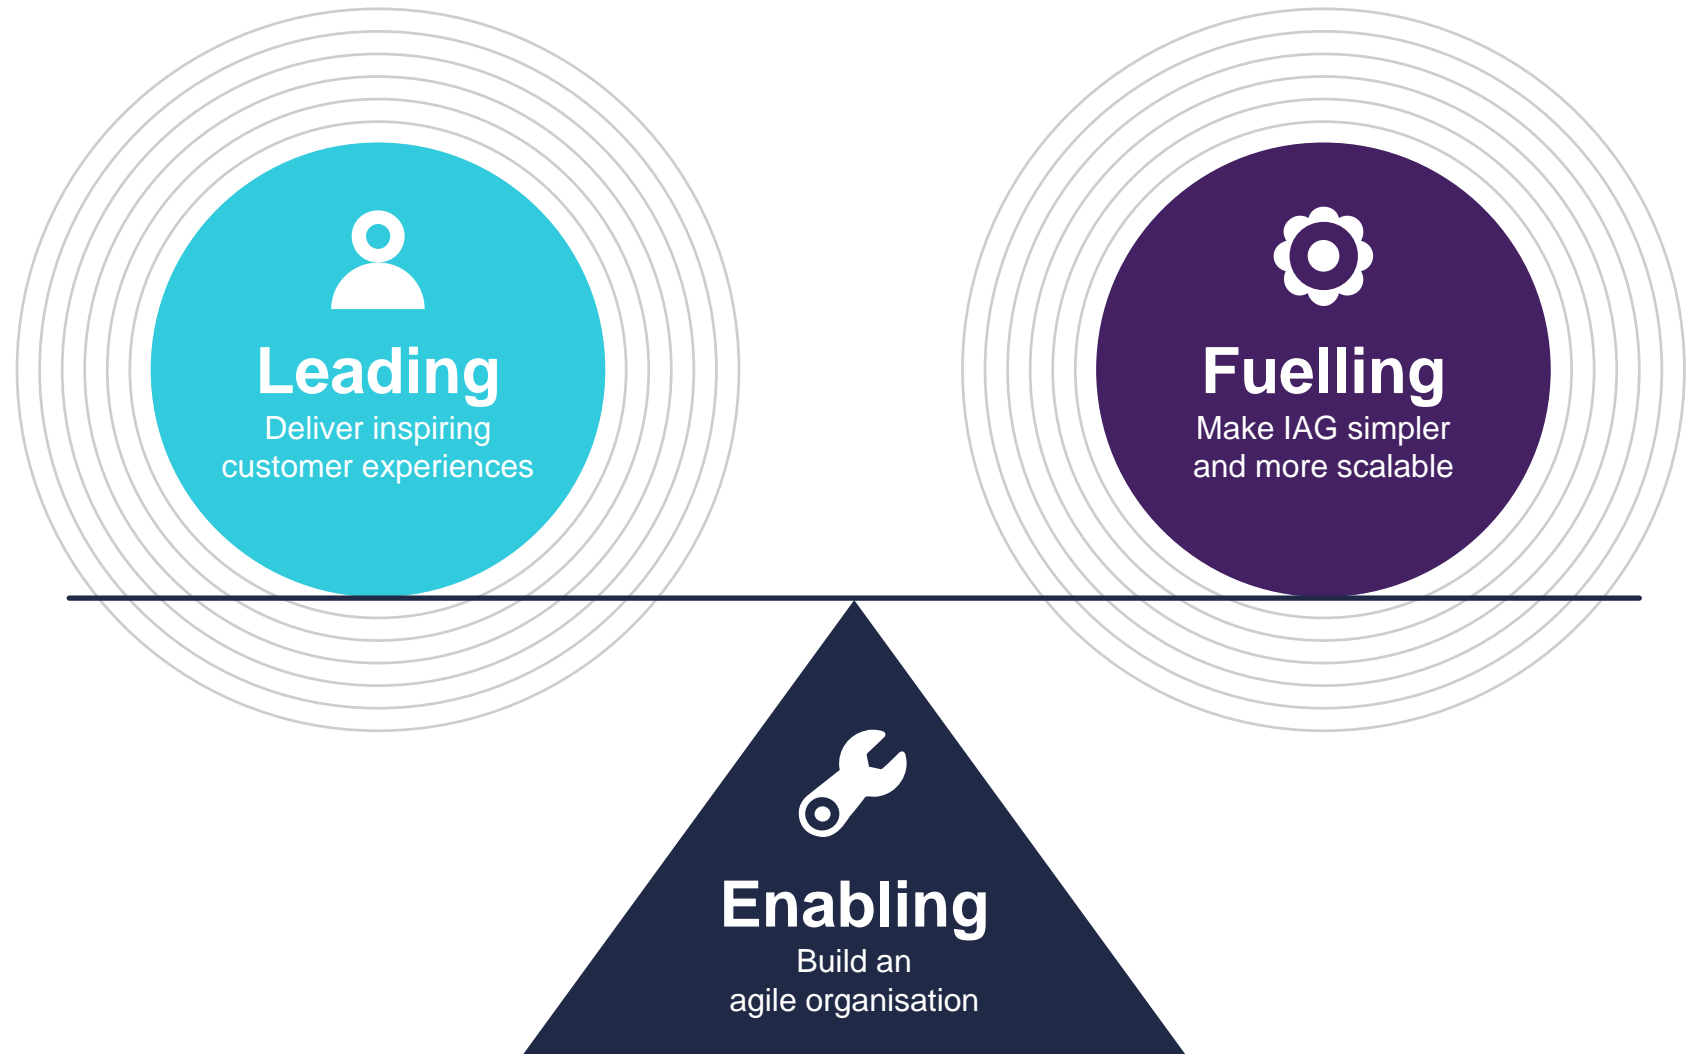 Leading
Deliver inspiring
customer experiences
Fuelling
Make IAG simpler
and more scalable
Enabling
Build an
agile organisation